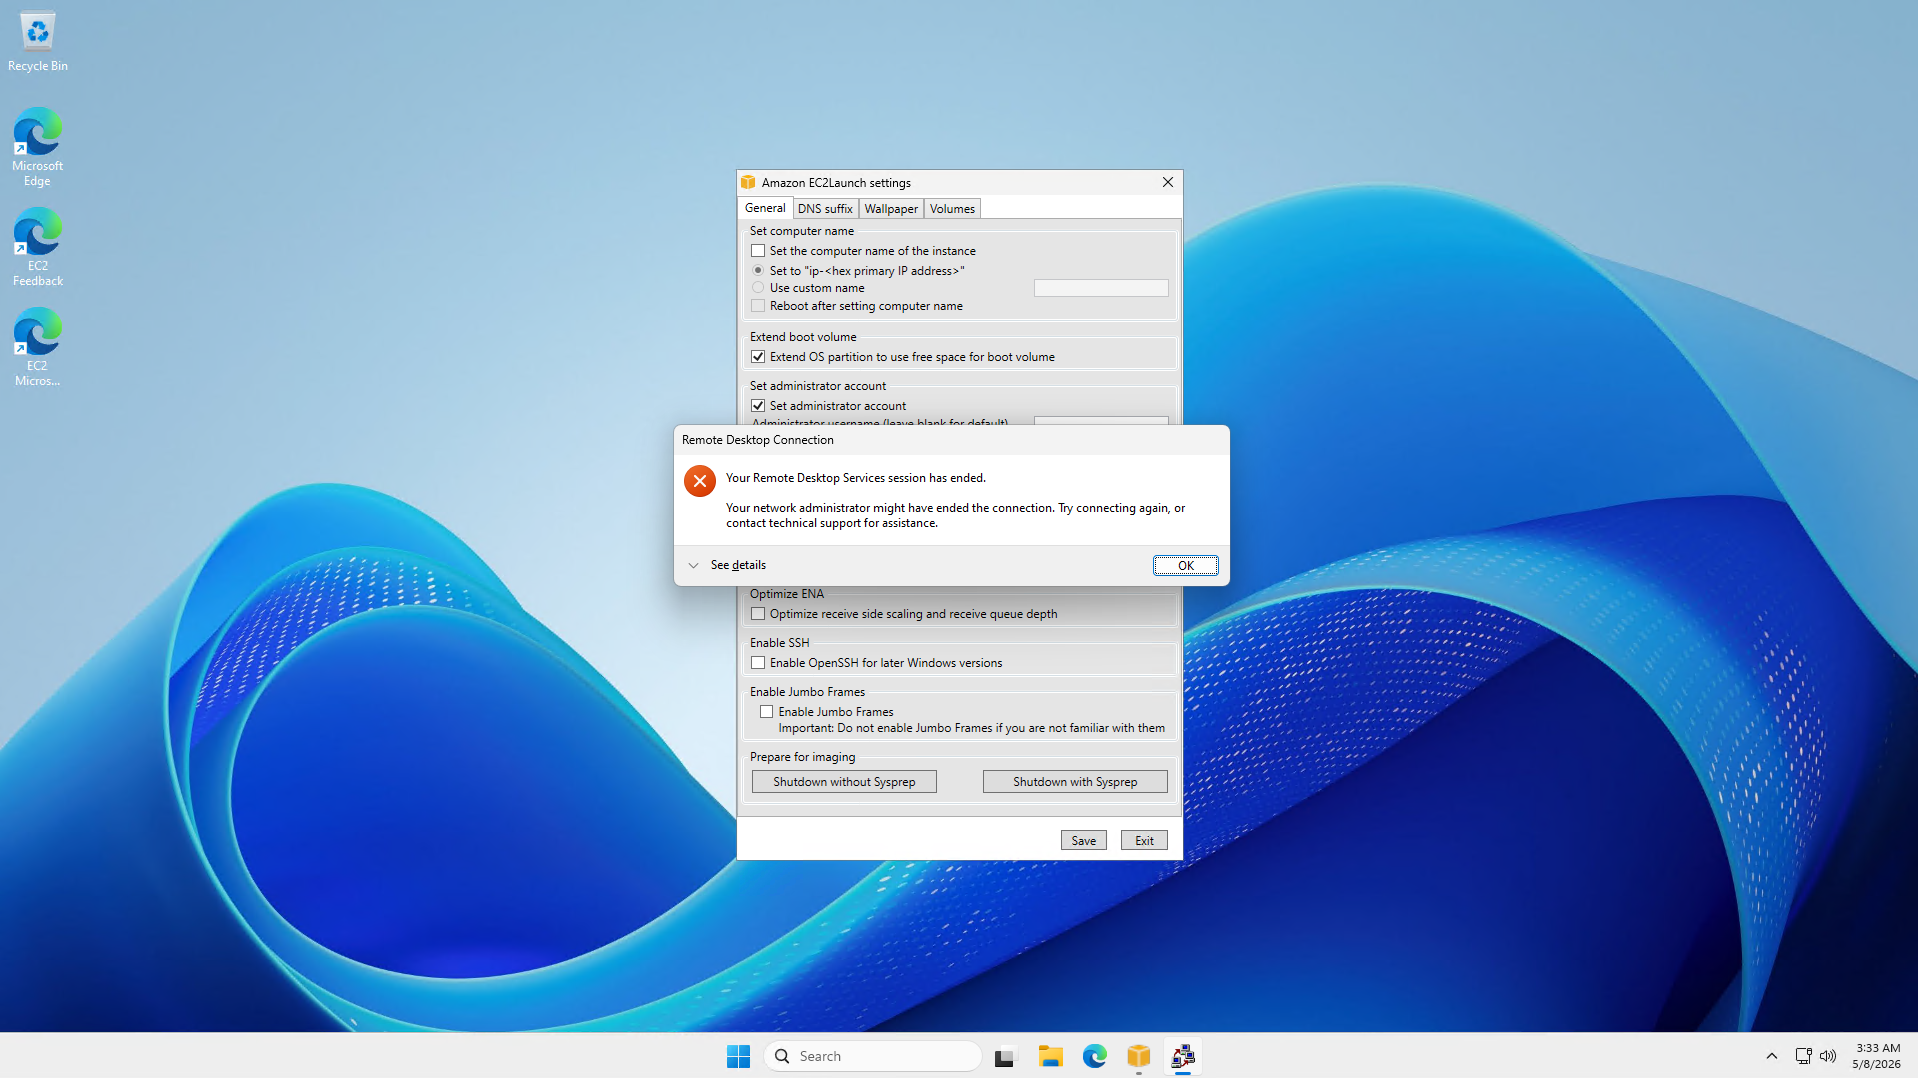 Recycle Bin
Microsoft
Edge
EC2
Feedback
EC2
Micros...
Amazon EC2Launch settings
General
DNS suffix
Wallpaper
Volumes
Set computer name
Set the computer name of the instance
Set to "ip-<hex primary IP address>"
Use custom name
Reboot after setting computer name
Extend boot volume
Extend OS partition to use free space for boot volume
Set administrator account
Set administrator account
Administrator username (leave blank for default)
Remote Desktop Connection
Your Remote Desktop Services session has ended.
Your network administrator might have ended the connection. Try connecting again, or
contact technical support for assistance.
See details
OK
Optimize ENA
Optimize receive side scaling and receive queue depth
Enable SSH
Enable OpenSSH for later Windows versions
Enable Jumbo Frames
Enable Jumbo Frames
Important: Do not enable Jumbo Frames if you are not familiar with them
Prepare for imaging
Shutdown without Sysprep
Shutdown with Sysprep
Save
Exit
Search
3:33 AM
5/8/2026